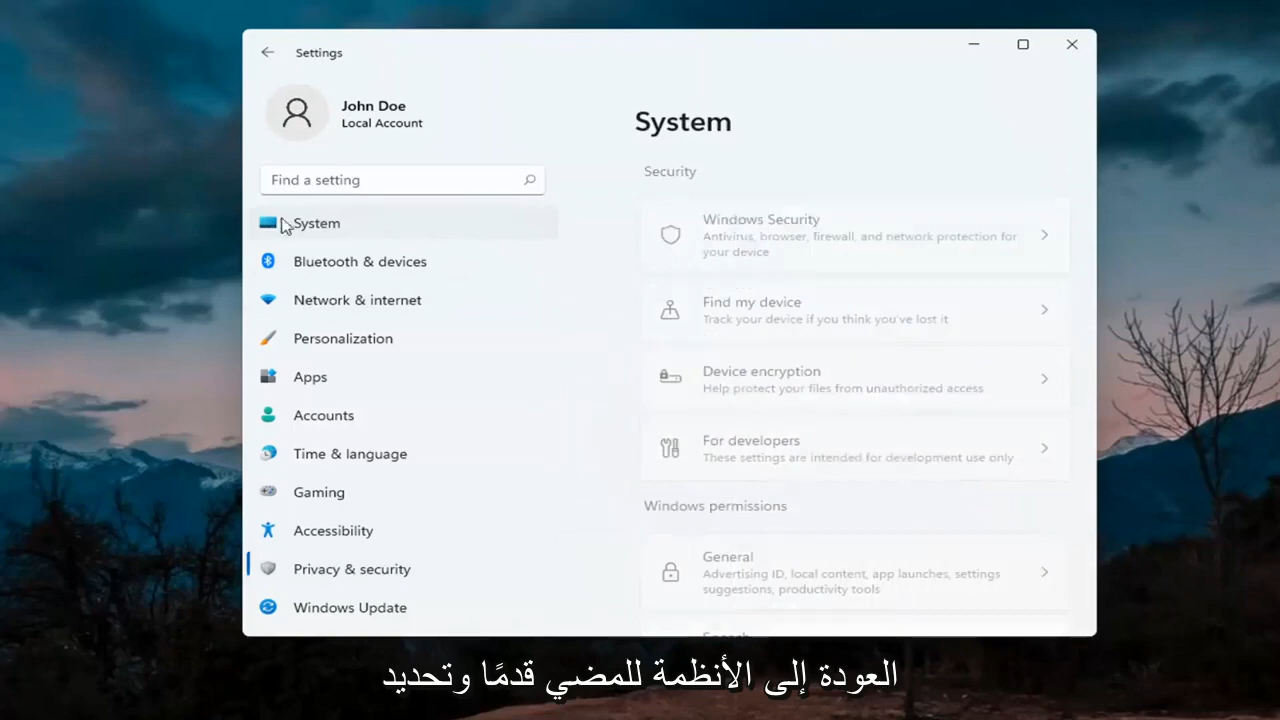 Settings
John Doe
Local Account
Find a setting
System
Bluetooth & devices
Network & internet
Personalization
Apps
Accounts
Time & language
Gaming
Accessibility
Privacy & security
Windows Update
System
Security
Windows Security
Antivirus, browser, firewall, and network protection for
your device
Find my device
Track your device if you think you've lost it
Device encryption
Help protect your files from unauthorized access
For developers
These settings are intended for development use only
Windows permissions
General
Advertising ID, local content, app launches, settings
suggestions, productivity tools
العودة إلى الأنظمة للمضي قدمًا وتحديد